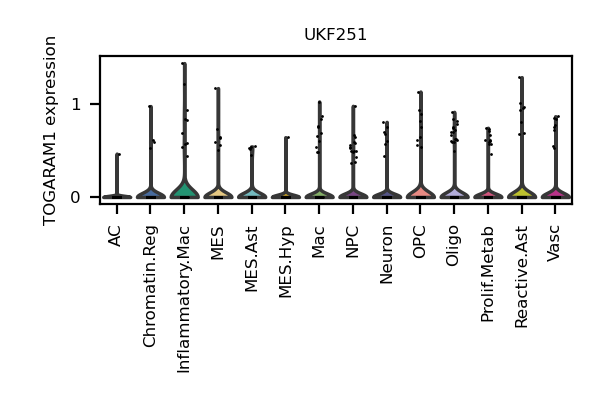 UKF251
TOGARAM1 expression
1
0
AC
Chromatin.Reg
Inflammatory.Mac
MES
MES.Ast
MES.Hyp
Mac
NPC
Neuron
OPC
Oligo
Prolif.Metab
Reactive.Ast
Vasc